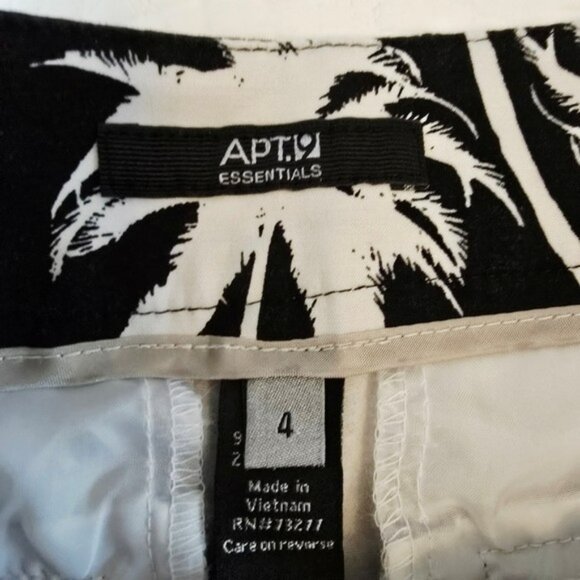 APT.9
ESSENTIALS
4
Made in
Vietnam
RN#73277
Care on reverse